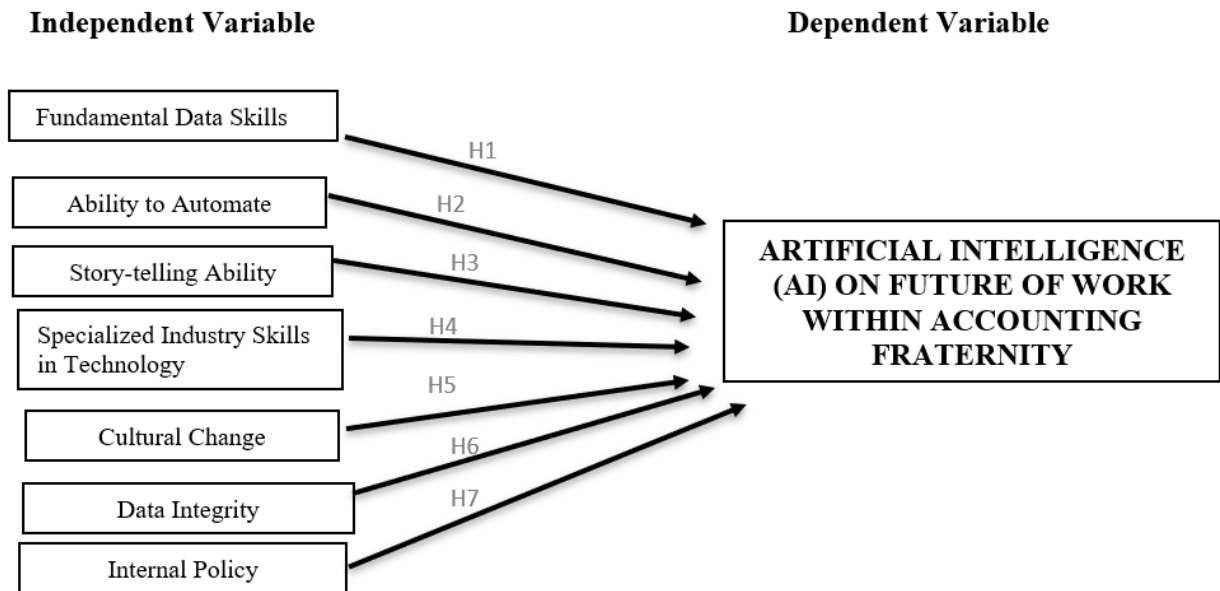 Independent Variable
Dependent Variable
Fundamental Data Skills
H1
Ability to Automate
H2
Story-telling Ability
H3
Specialized Industry Skills
in Technology
H4
Cultural Change
H5
Data Integrity
H6
Internal Policy
H7
ARTIFICIAL INTELLIGENCE
(AI) ON FUTURE OF WORK
WITHIN ACCOUNTING
FRATERNITY